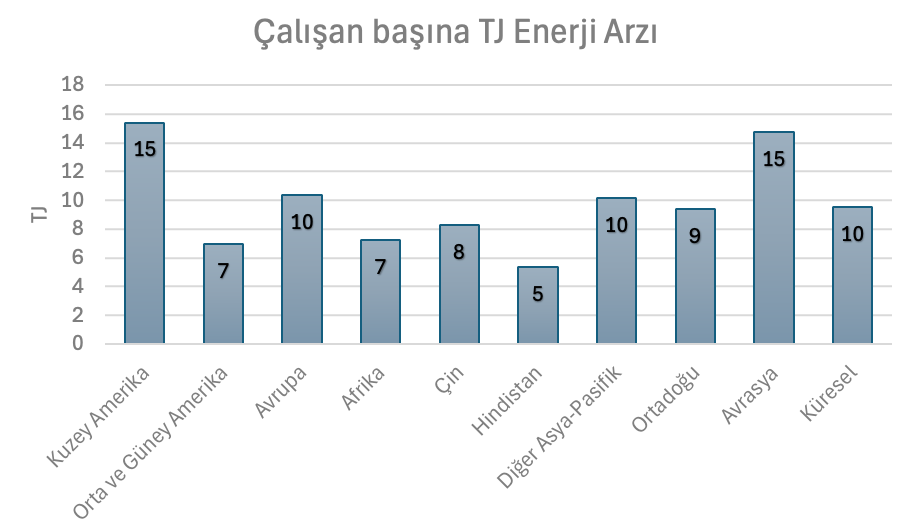 Çalışan başına TJ Enerji Arzı
18
16
14
12
10
8
6
4
2
0
TJ
15
7
10
7
8
5
10
9
15
10
Kuzey Amerika
Orta ve Güney Amerika
Avrupa
Afrika
Çin
Hindistan
Diğer Asya-Pasifik
Ortadoğu
Avrasya
Küresel